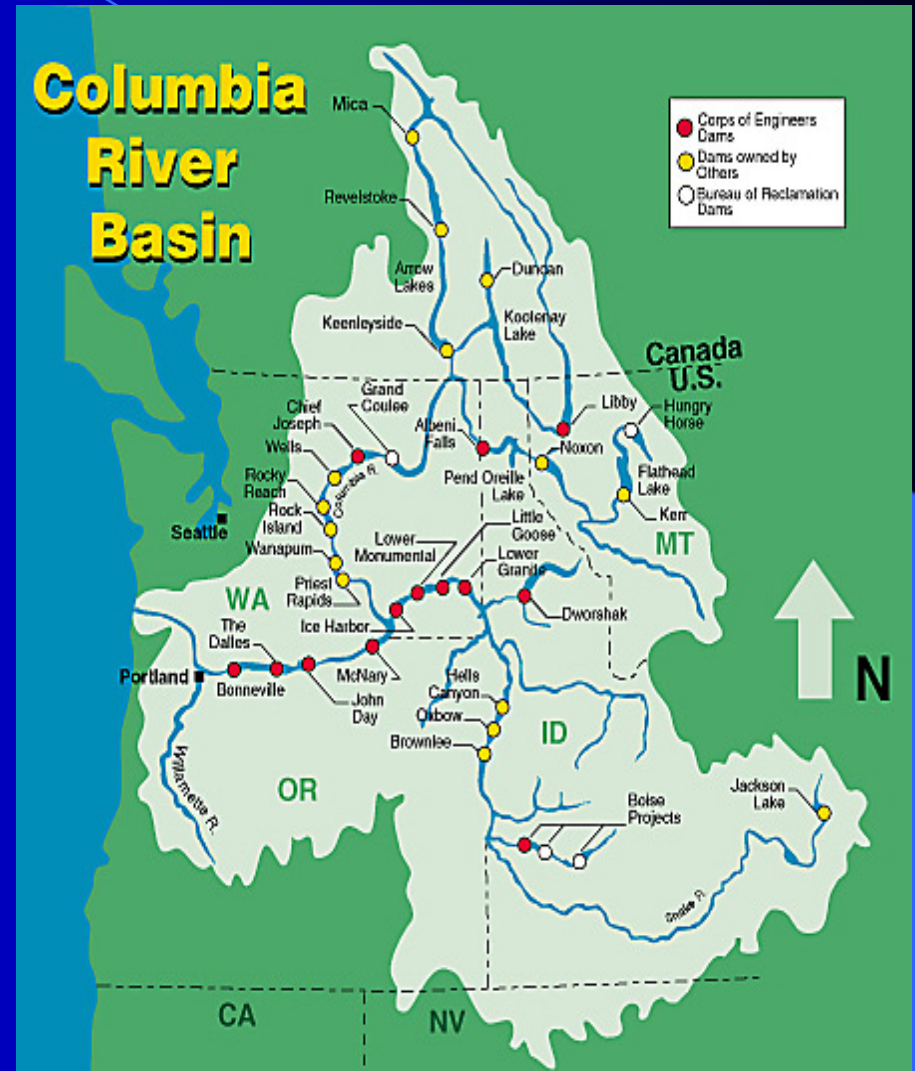 Columbia
River
Basin
Corps of Engineers
Dams
Dams owned by
Others
Bureau of Reclamation
Dams
Mica
Revelstoke
Arrow
Lakes
Duncan
Kootenay
Lake
Keenleyside
Canada
U.S.
Grand
Coulee
Chief
Joseph
Albeni
Falls
Libby
Hungry
Horse
Wells
Noxon
Rocky
Reach
Columbia R.
Pend Oreille
Lake
Flathead
Lake
Rock
Island
Kerr
Seattle
Little
Goose
Wanapum
Lower
Monumental
Lower
Granite
MT
Priest
Rapids
WA
Ice Harbor
Dworshak
The
Dalles
N
Portland
Bonneville
McNary
John
Day
Hells
Canyon
Oxbow
Brownlee
ID
Willamette R.
OR
Boise
Projects
Jackson
Lake
Snake R.
CA
NV